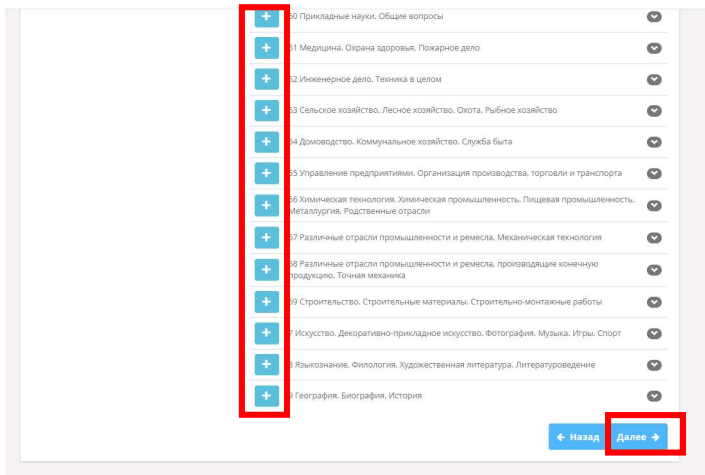 60 Прикладные науки. Общие вопросы
61 Медицина. Охрана здоровья. Пожарное дело
62 Инженерное дело. Техника в целом
63 Сельское хозяйство. Лесное хозяйство. Охота. Рыбное хозяйство
64 Домоводство. Коммунальное хозяйство. Служба быта
65 Управление предприятиями. Организация производства, торговли и транспорта
66 Химическая технология. Химическая промышленность. Пищевая промышленность.
Металлургия. Родственные отрасли
67 Различные отрасли промышленности и ремесла. Механическая технология
68 Различные отрасли промышленности и ремесла, производящие конечную
продукцию. Точная механика
69 Строительство. Строительные материалы. Строительно-монтажные работы
7 Искусство. Декоративно-прикладное искусство. Фотография. Музыка. Игры. Спорт
8 Языкознание. Филология. Художественная литература. Литературоведение
9 География. Биография. История
Назад Далее